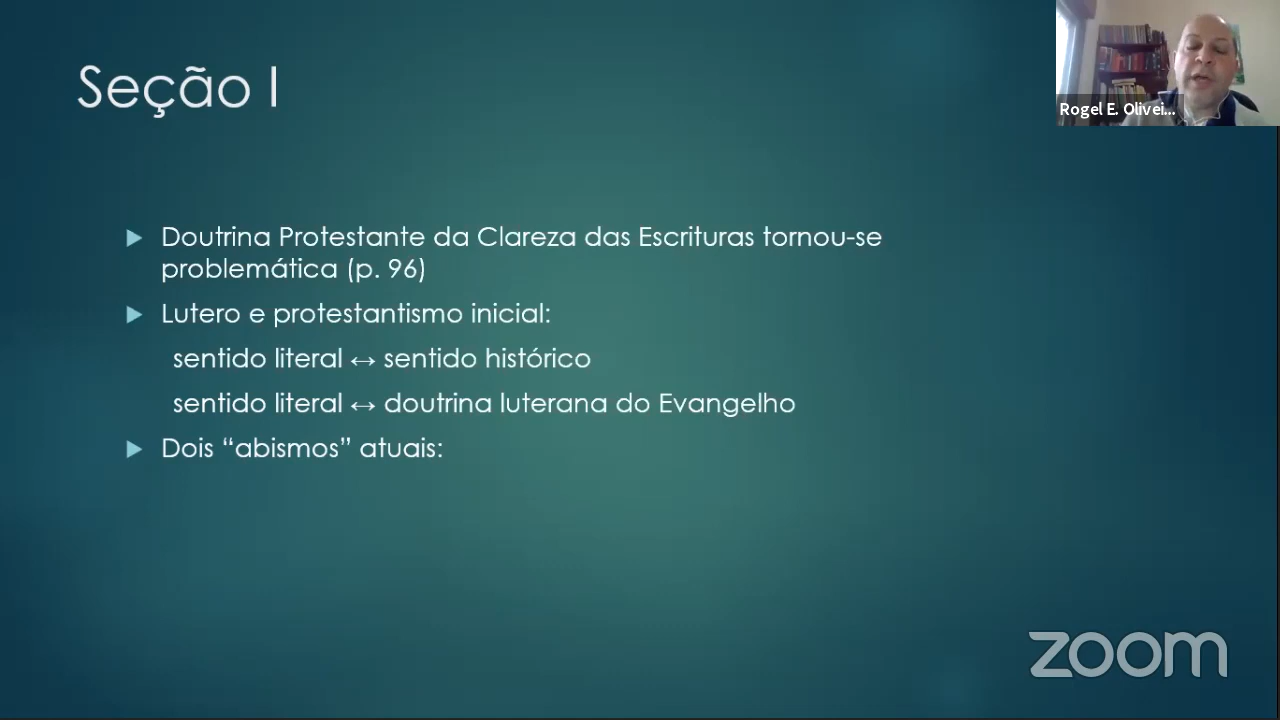 Seção I
Rogel E. Olivei...
Doutrina Protestante da Clareza das Escrituras tornou-se
problemática (p. 96)
Lutero e protestantismo inicial:
sentido literal ↔ sentido histórico
sentido literal ↔ doutrina luterana do Evangelho
Dois “abismos” atuais:
zoom